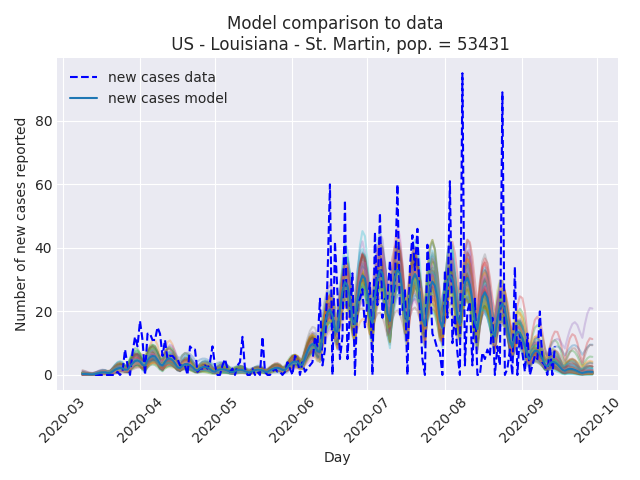 Model comparison to data
US - Louisiana - St. Martin, pop. = 53431
new cases data
new cases model
Number of new cases reported
80
60
40
20
0
2020-03
2020-04
2020-05
2020-06
2020-07
2020-08
2020-09
2020-10
Day